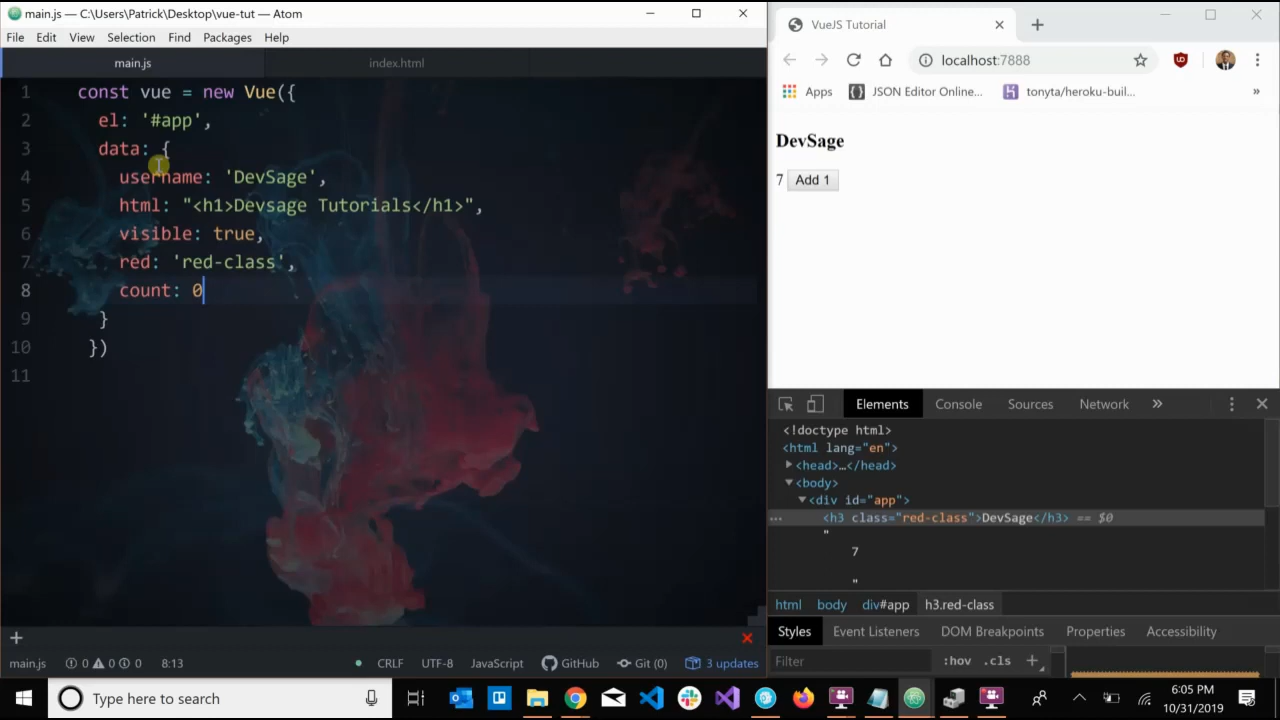 main.js — C:\Users\Patrick\Desktop\vue-tut — Atom
File Edit View Selection Find Packages Help
main.js index.html
1 const vue = new Vue({
2 el: '#app',
3 data: {
4 username: 'DevSage',
5 html: "<h1>Devsage Tutorials</h1>",
6 visible: true,
7 red: 'red-class',
8 count: 0
9 }
10 })
11
main.js 0 0 0 8:13 CRLF UTF-8 JavaScript GitHub Git (0) 3 updates
VueJS Tutorial
localhost:7888
Apps JSON Editor Online... tonyta/heroku-buil... »
DevSage
7 Add 1
Elements Console Sources Network »
<!doctype html>
<html lang="en">
<head>…</head>
<body>
<div id="app">
<h3 class="red-class">DevSage</h3> == $0
"
7
"
html body div#app h3.red-class
Styles Event Listeners DOM Breakpoints Properties Accessibility
Filter :hov .cls +
Type here to search
6:05 PM
10/31/2019